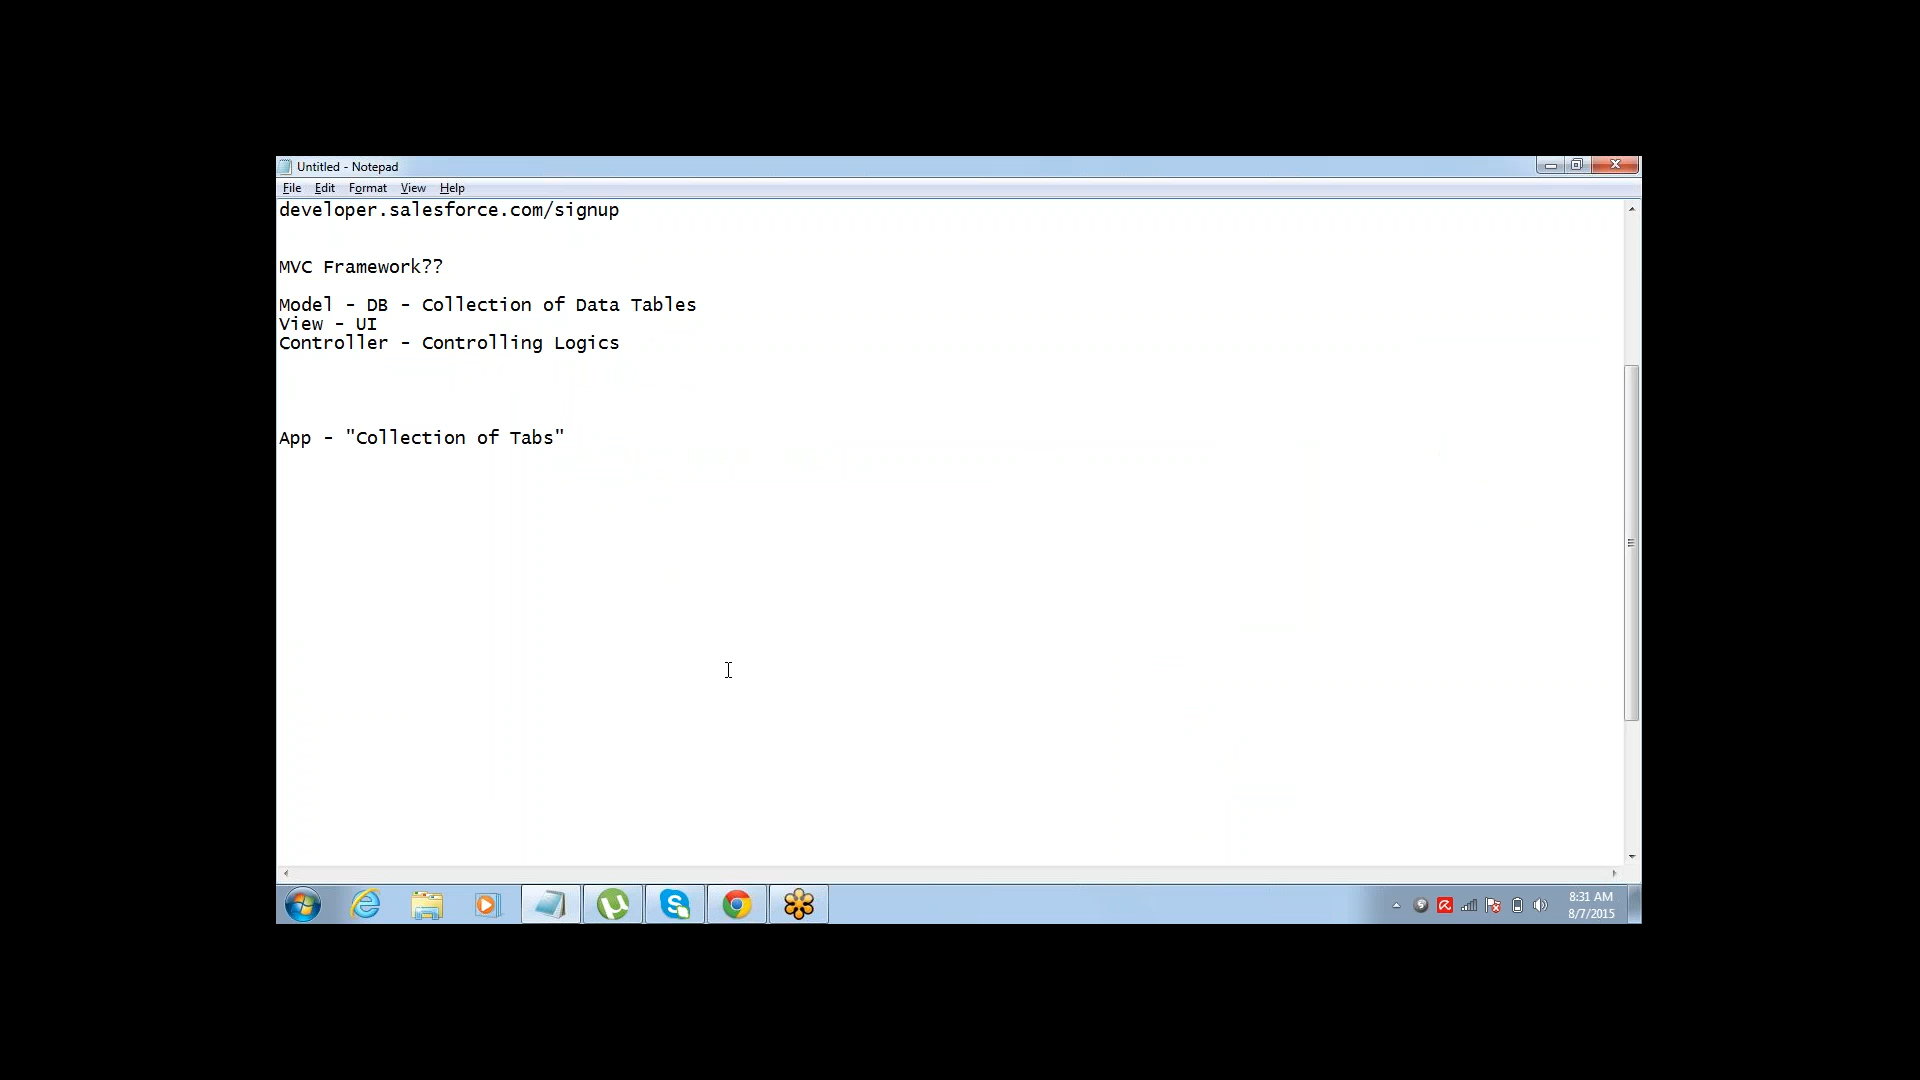 Untitled - Notepad
File Edit Format View Help
developer.salesforce.com/signup
MVC Framework??
Model - DB - Collection of Data Tables
View - UI
Controller - Controlling Logics
App - "Collection of Tabs"
8:31 AM
8/7/2015